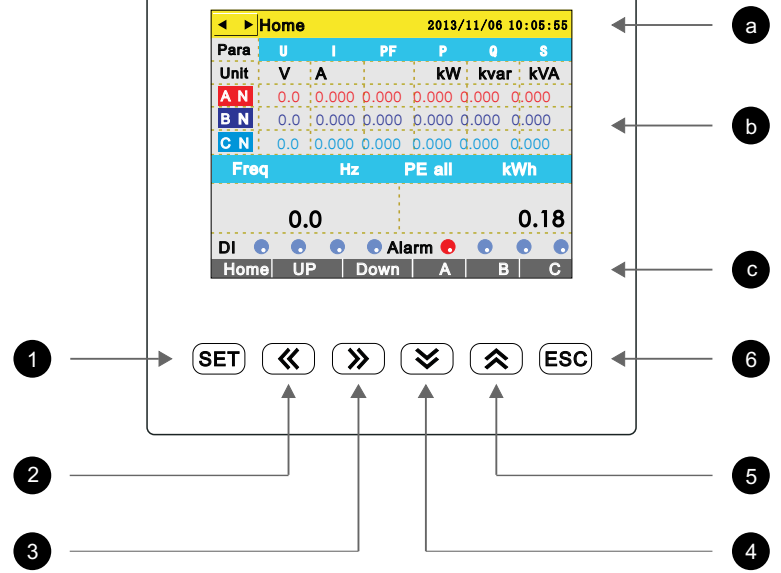 ◄ ► Home 2013/11/06 10:05:55
Para U I PF P Q S
Unit V A kW kvar kVA
A N 0.0 0.000 0.000 0.000 0.000 0.000
B N 0.0 0.000 0.000 0.000 0.000 0.000
C N 0.0 0.000 0.000 0.000 0.000 0.000
Freq Hz PE all kWh
0.0 0.18
DI Alarm
Home UP Down A B C
SET ESC
a
b
c
1
6
2
5
3
4